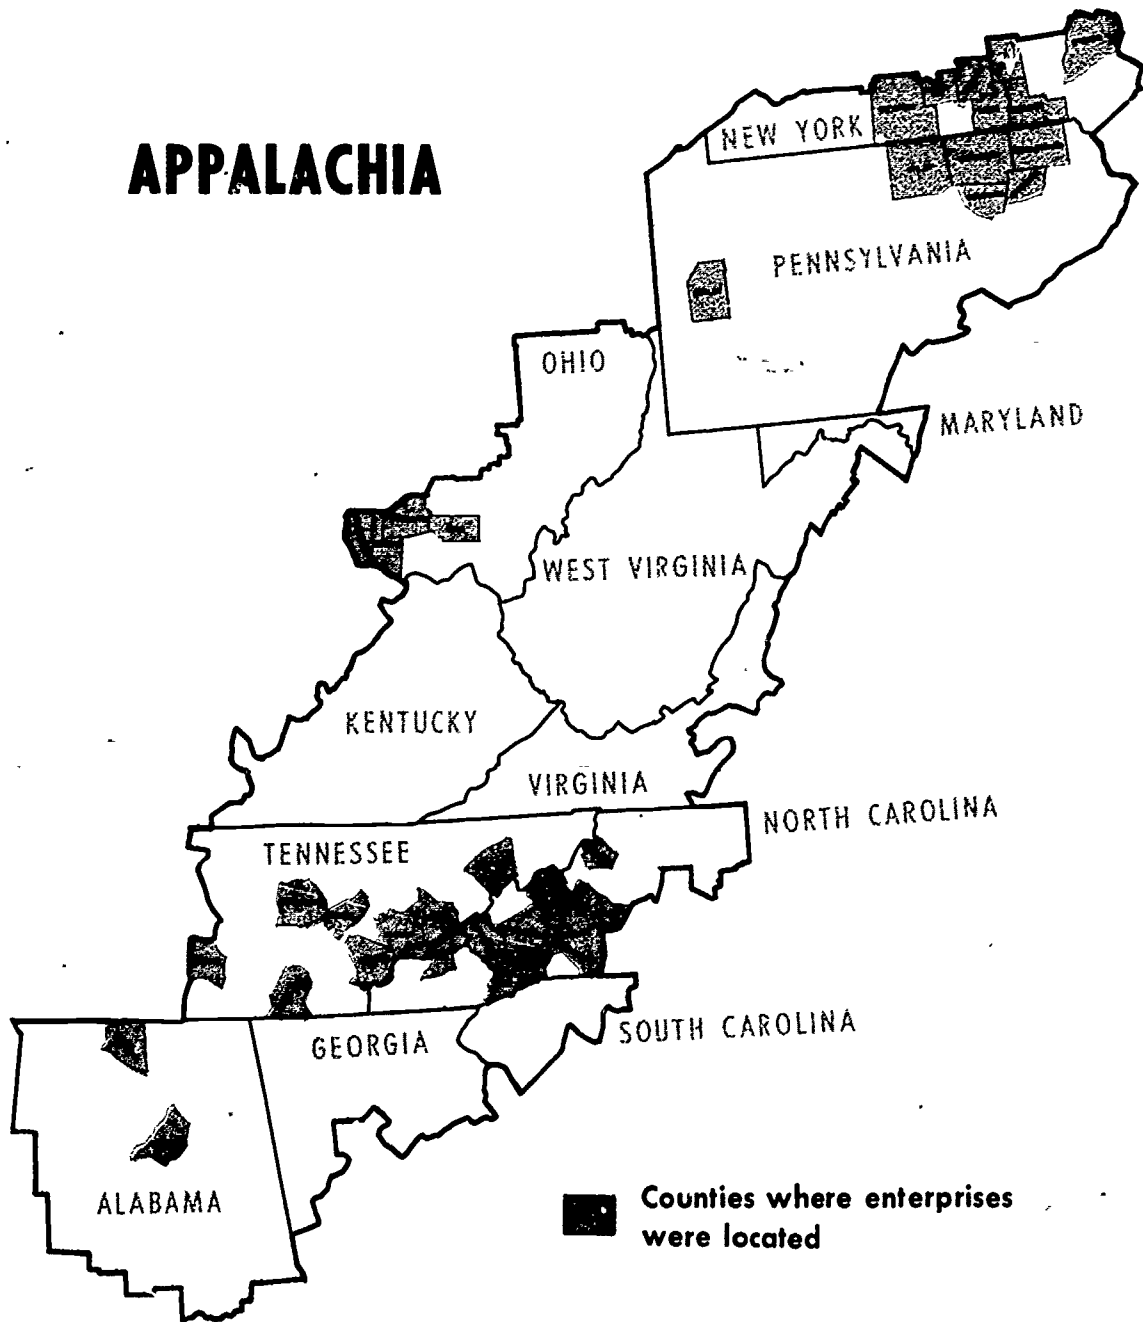 APPALACHIA
NEW YORK
PENNSYLVANIA
OHIO
MARYLAND
WEST VIRGINIA
KENTUCKY
VIRGINIA
NORTH CAROLINA
TENNESSEE
GEORGIA
SOUTH CAROLINA
ALABAMA
Counties where enterprises
were located